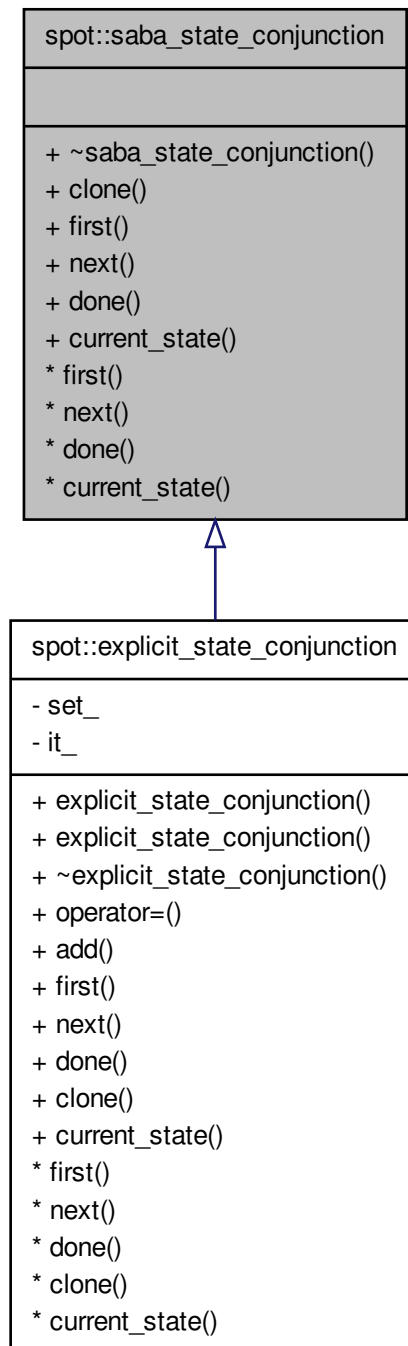 spot::saba_state_conjunction
+ ~saba_state_conjunction()
+ clone()
+ first()
+ next()
+ done()
+ current_state()
* first()
* next()
* done()
* current_state()
spot::explicit_state_conjunction
- set_
- it_
+ explicit_state_conjunction()
+ explicit_state_conjunction()
+ ~explicit_state_conjunction()
+ operator=()
+ add()
+ first()
+ next()
+ done()
+ clone()
+ current_state()
* first()
* next()
* done()
* clone()
* current_state()